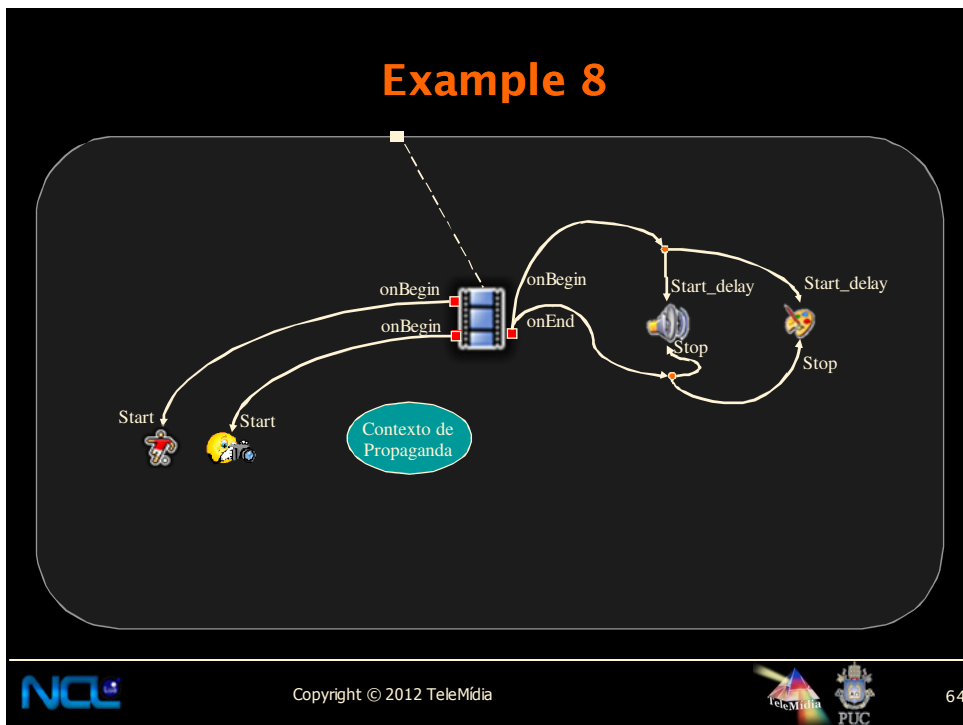 Example 8
onBegin
onBegin
onBegin
onEnd
Start_delay
Start_delay
Stop
Stop
Start
Start
Contexto de
Propaganda
NCL
Copyright © 2012 TeleMídia
TeleMídia
PUC
64